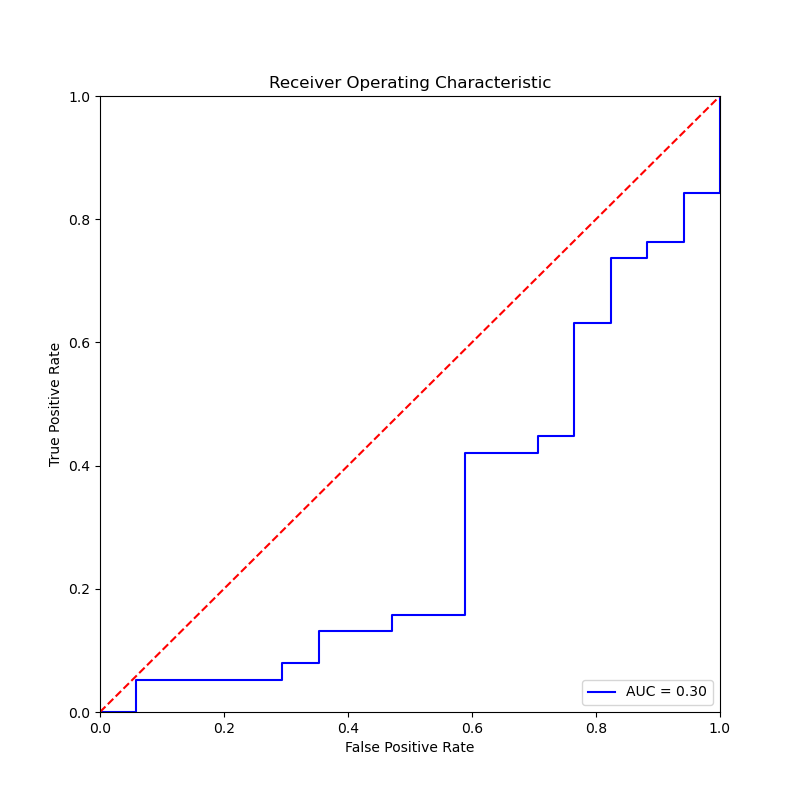 Receiver Operating Characteristic
1.0
0.8
0.6
0.4
0.2
0.0
True Positive Rate
AUC = 0.30
0.0 0.2 0.4 0.6 0.8 1.0
False Positive Rate